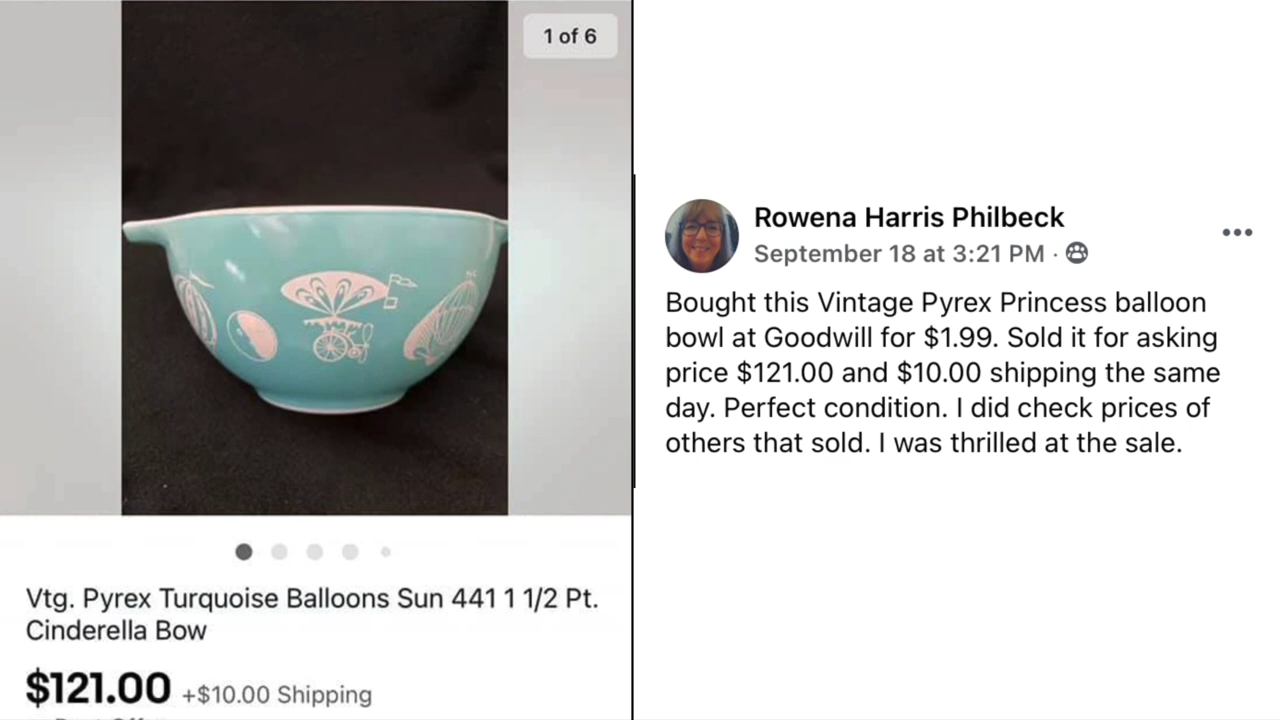 1 of 6
Vtg. Pyrex Turquoise Balloons Sun 441 1 1/2 Pt.
Cinderella Bow
$121.00 +$10.00 Shipping
Rowena Harris Philbeck
September 18 at 3:21 PM ·
Bought this Vintage Pyrex Princess balloon
bowl at Goodwill for $1.99. Sold it for asking
price $121.00 and $10.00 shipping the same
day. Perfect condition. I did check prices of
others that sold. I was thrilled at the sale.